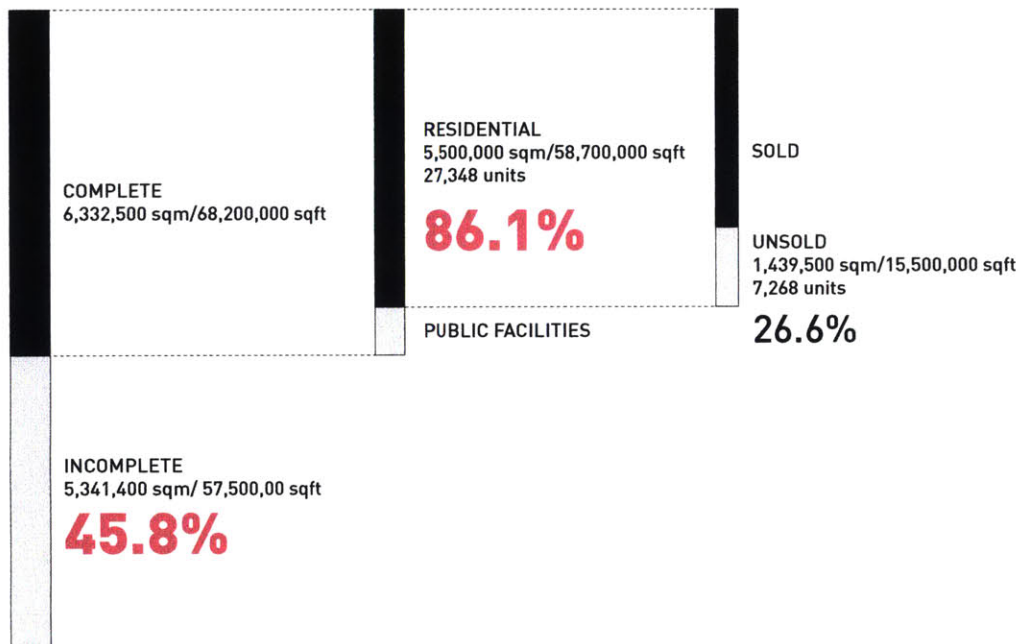 COMPLETE
6,332,500 sqm/68,200,000 sqft
RESIDENTIAL
5,500,000 sqm/58,700,000 sqft
27,348 units
86.1%
PUBLIC FACILITIES
SOLD
UNSOLD
1,439,500 sqm/15,500,000 sqft
7,268 units
26.6%
INCOMPLETE
5,341,400 sqm/ 57,500,00 sqft
45.8%